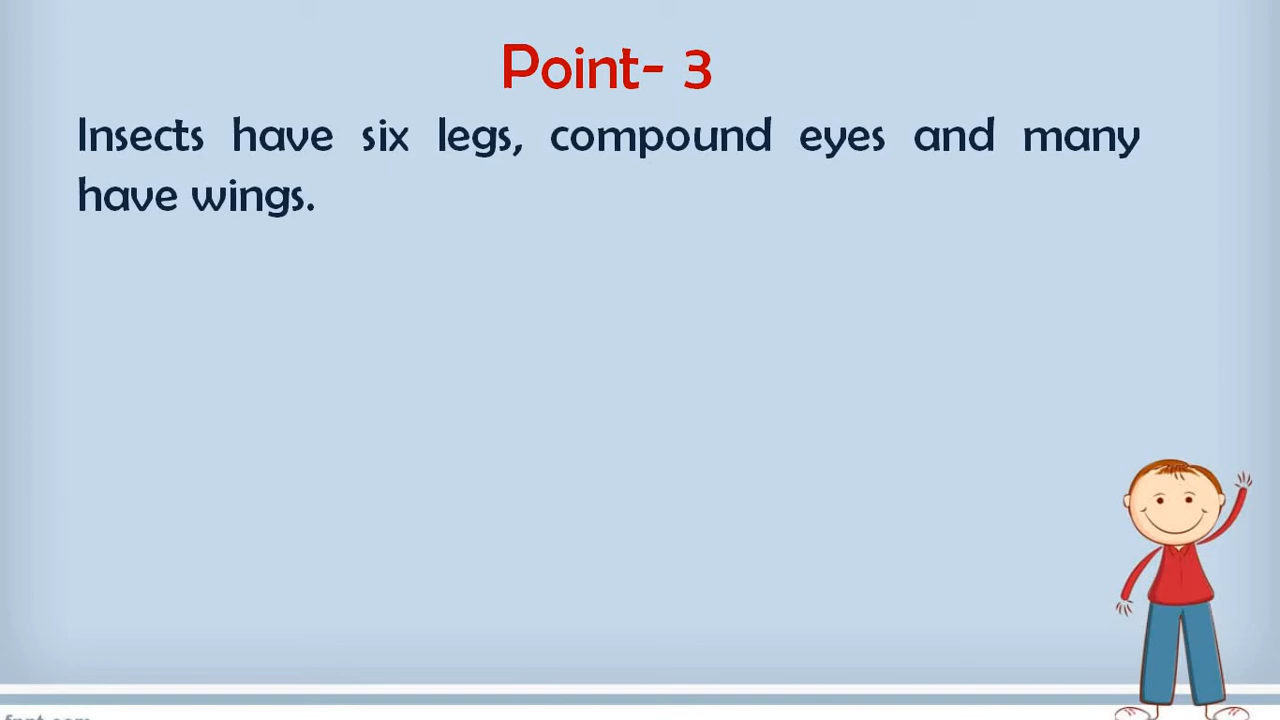 Point- 3
Insects have six legs, compound eyes and many
have wings.